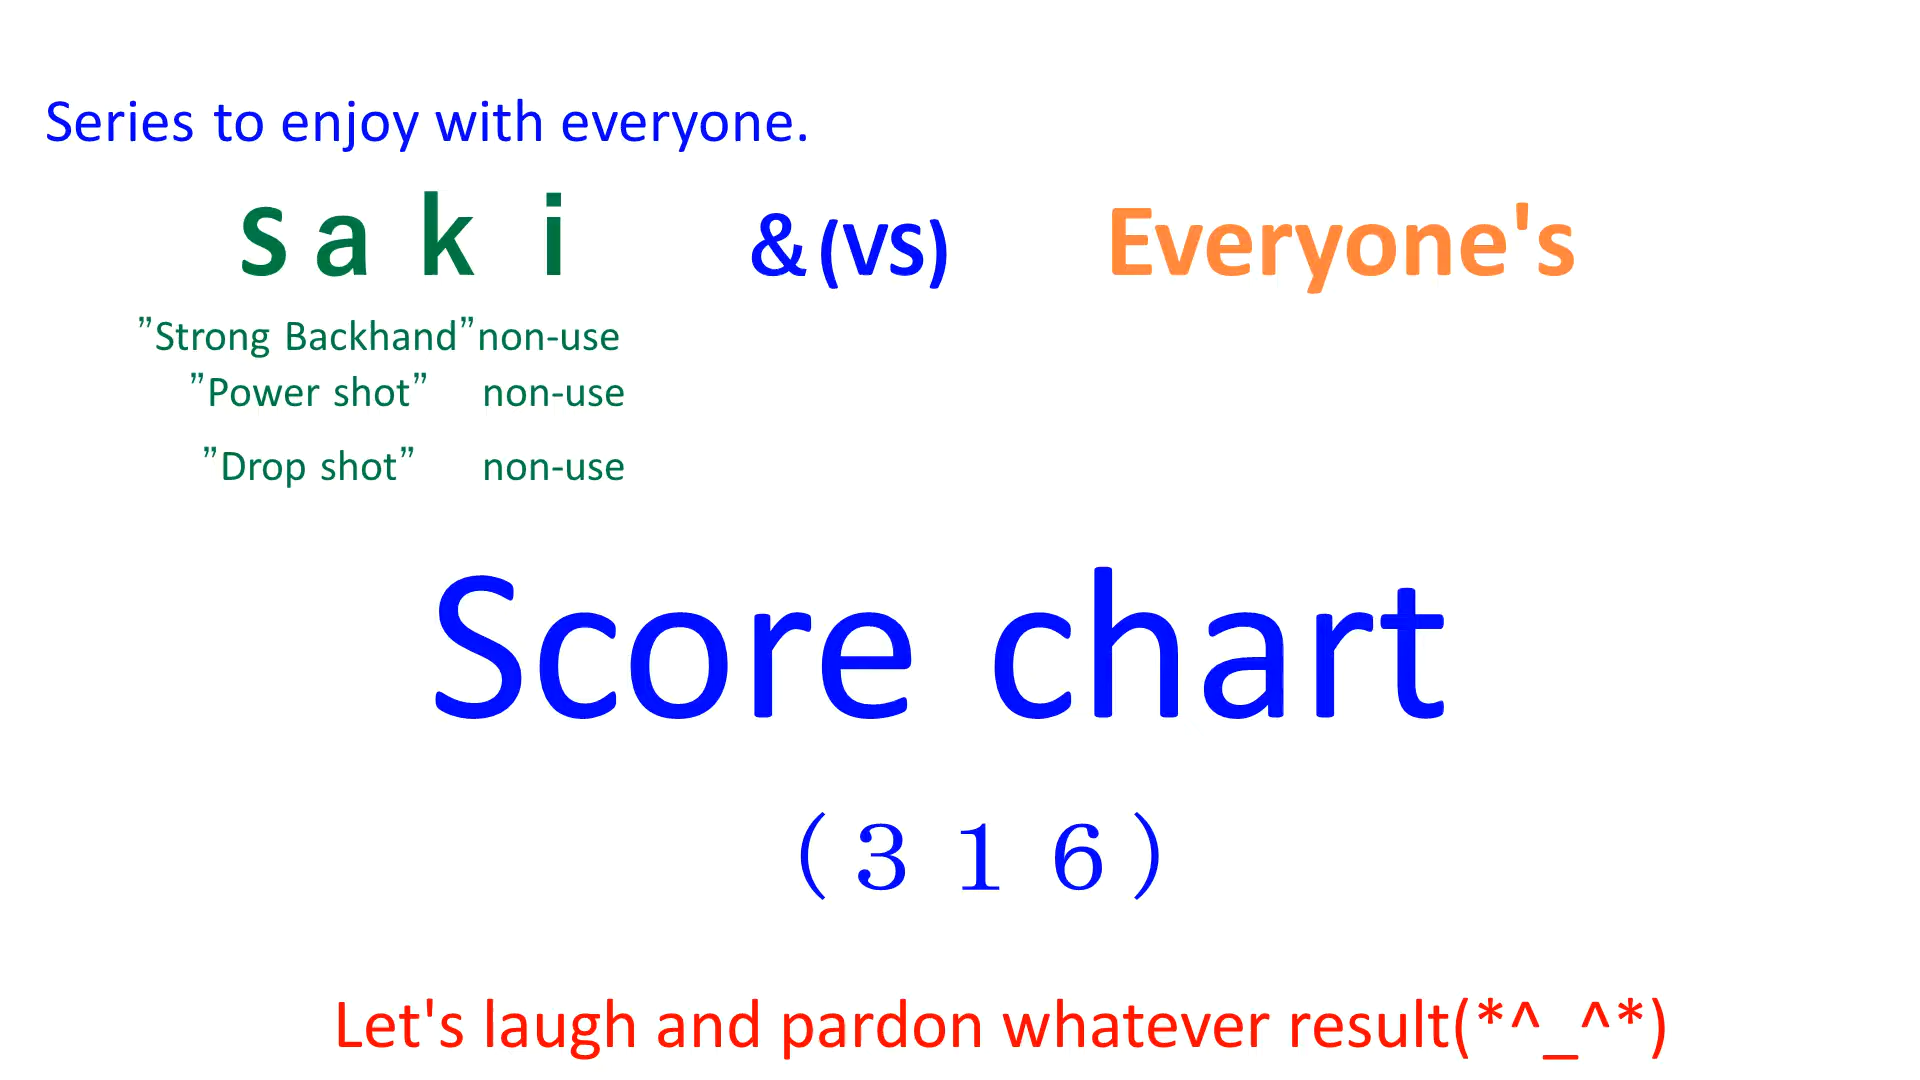 Series to enjoy with everyone.
ｓａｋｉ &(VS) Everyone's
”Strong Backhand”non-use
”Power shot” non-use
”Drop shot” non-use
Score chart
（３１６）
Let's laugh and pardon whatever result(*^_^*)